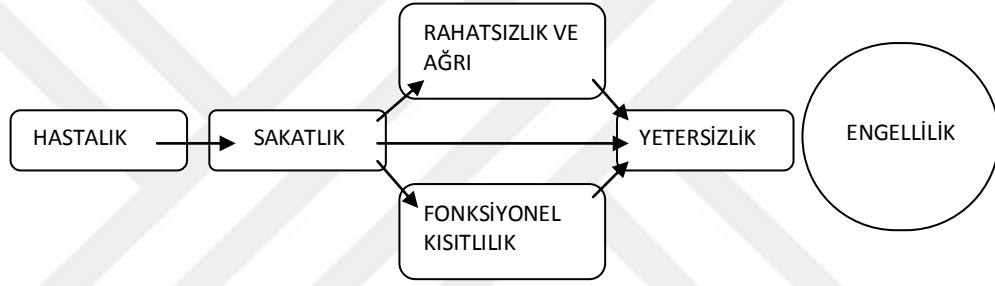 RAHATSIZLIK VE
AĞRI
HASTALIK
SAKATLIK
YETERSİZLİK
ENGELLİLİK
FONKSİYONEL
KISITLILIK